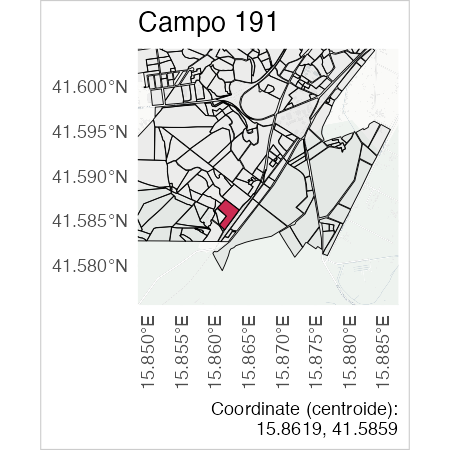 Campo 191
41.600°N
41.595°N
41.590°N
41.585°N
41.580°N
15.850°E
15.855°E
15.860°E
15.865°E
15.870°E
15.875°E
15.880°E
15.885°E
Coordinate (centroide):
15.8619, 41.5859